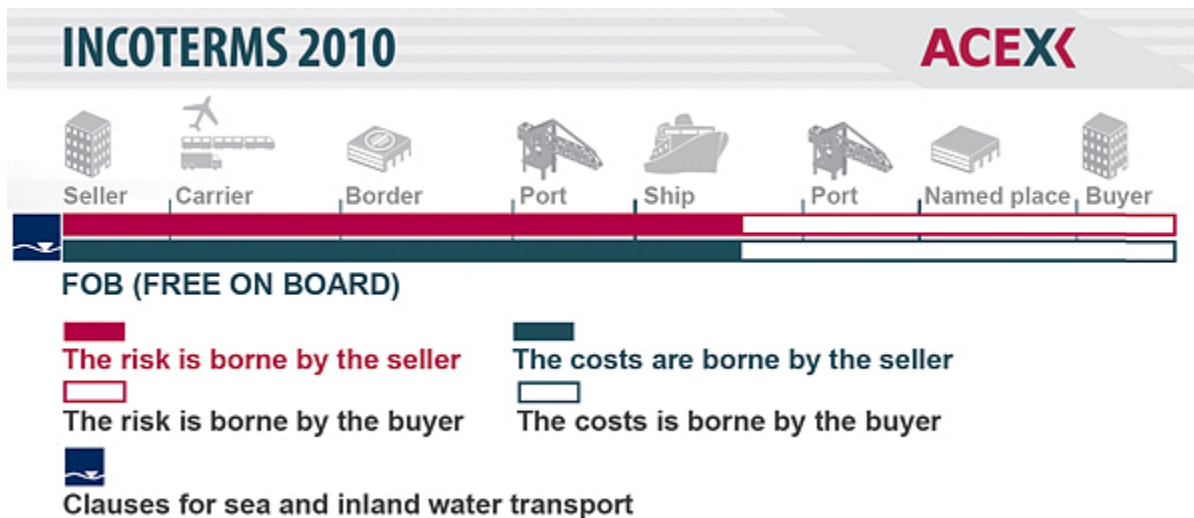 INCOTERMS 2010
ACEX
Seller Carrier Border Port Ship Port Named place Buyer
FOB (FREE ON BOARD)
The risk is borne by the seller
The costs are borne by the seller
The risk is borne by the buyer
The costs is borne by the buyer
Clauses for sea and inland water transport